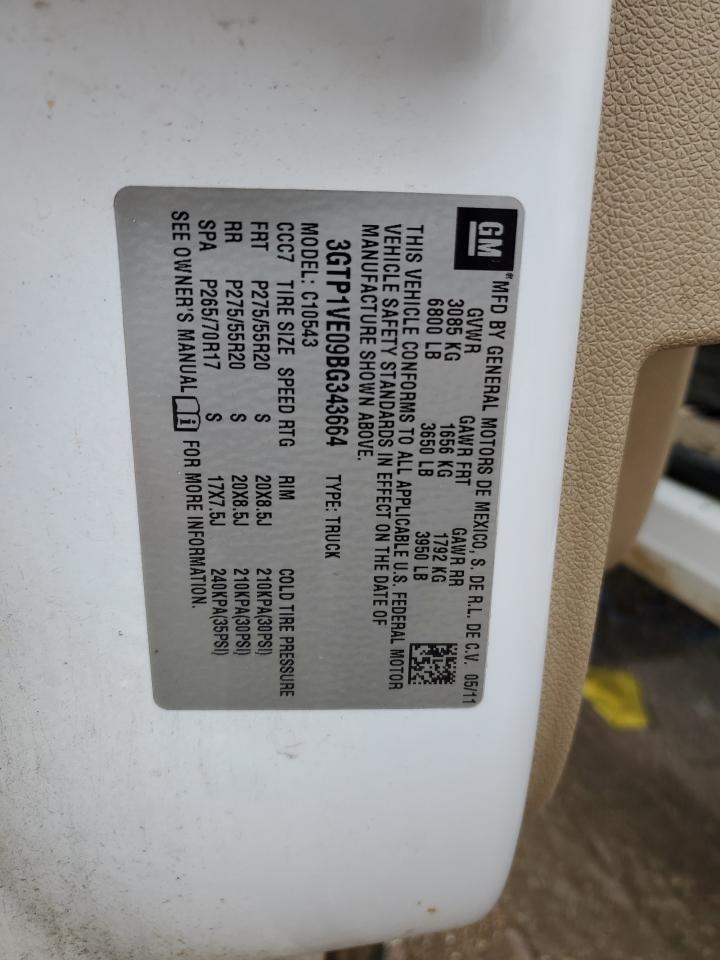 GM ® MFD BY GENERAL MOTORS DE MEXICO, S. DE R.L. DE C.V. 05/11
GVWR GAWR FRT GAWR RR
3085 KG 1656 KG 1792 KG
6800 LB 3650 LB 3950 LB
THIS VEHICLE CONFORMS TO ALL APPLICABLE U.S. FEDERAL MOTOR
VEHICLE SAFETY STANDARDS IN EFFECT ON THE DATE OF
MANUFACTURE SHOWN ABOVE.
3GTP1VE09BG343664 TYPE: TRUCK
MODEL: C10543
CCC7 TIRE SIZE SPEED RTG RIM COLD TIRE PRESSURE
FRT P275/55R20 S 20X8.5J 210KPA(30PSI)
RR P275/55R20 S 20X8.5J 210KPA(30PSI)
SPA P265/70R17 S 17X7.5J 240KPA(35PSI)
SEE OWNER'S MANUAL i FOR MORE INFORMATION.